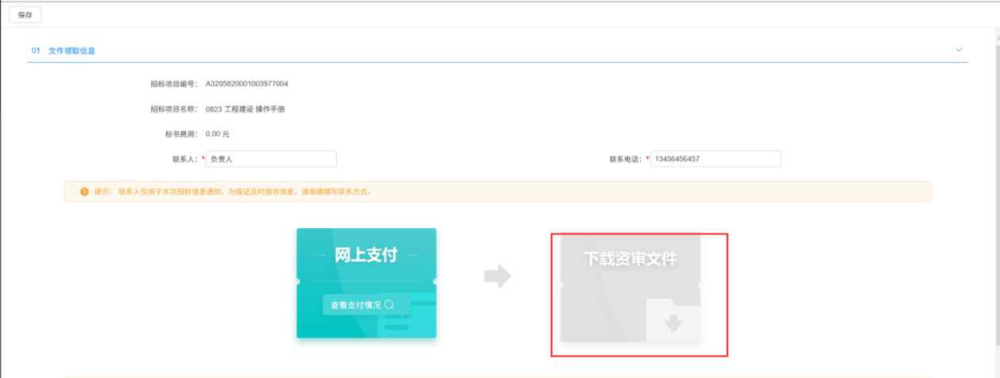 保存
01 文件领取信息
招标项目编号： A3205820001003977004
招标项目名称： 0823 工程建设 操作手册
标书费用： 0.00 元
联系人：* 负责人
联系电话：* 13456456457
提示： 联系人仅用于本次招标信息通知，为保证及时接收信息，请准确填写联系方式。
网上支付
下载资审文件
查看支付情况